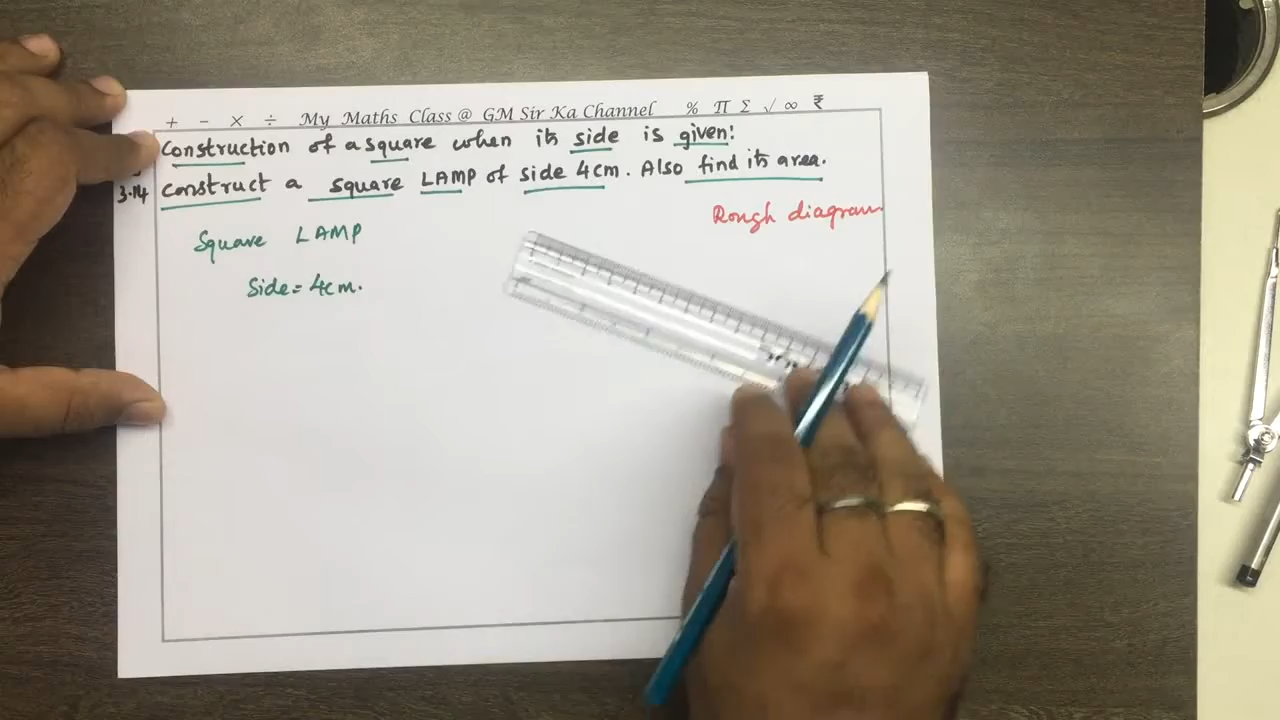 + - × ÷ My Maths Class @ GM Sir Ka Channel % Π Σ √ ∞ ₹
Construction of a square when its side is given!
3.14 Construct a square LAMP of side 4cm. Also find its area.
Rough diagram.
Square LAMP
Side = 4cm.